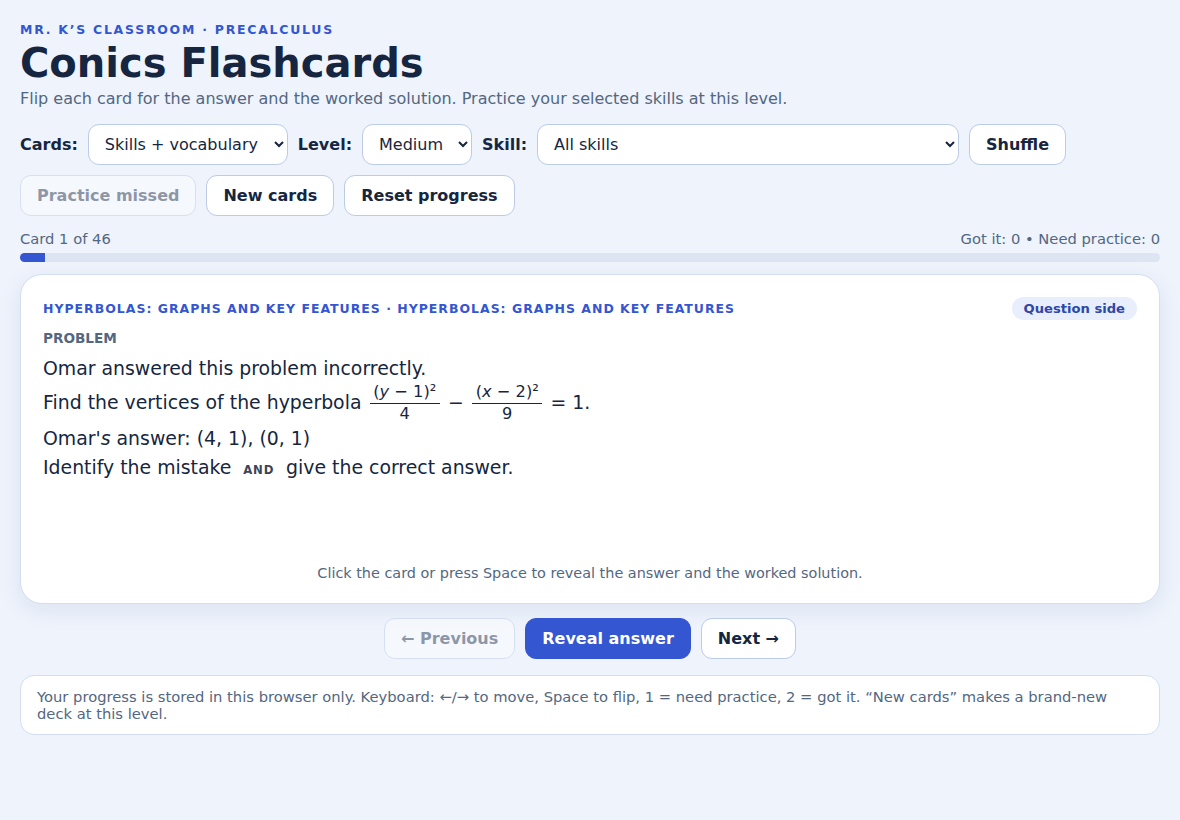 MR. K’S CLASSROOM · PRECALCULUS
Conics Flashcards
Flip each card for the answer and the worked solution. Practice your selected skills at this level.
Cards: Skills + vocabulary Level: Medium Skill: All skills Shuffle
Practice missed New cards Reset progress
Card 1 of 46 Got it: 0 • Need practice: 0
HYPERBOLAS: GRAPHS AND KEY FEATURES · HYPERBOLAS: GRAPHS AND KEY FEATURES Question side
PROBLEM
Omar answered this problem incorrectly.
Find the vertices of the hyperbola (y − 1)²/4 − (x − 2)²/9 = 1.
Omar's answer: (4, 1), (0, 1)
Identify the mistake AND give the correct answer.
Click the card or press Space to reveal the answer and the worked solution.
← Previous Reveal answer Next →
Your progress is stored in this browser only. Keyboard: ←/→ to move, Space to flip, 1 = need practice, 2 = got it. “New cards” makes a brand-new
deck at this level.